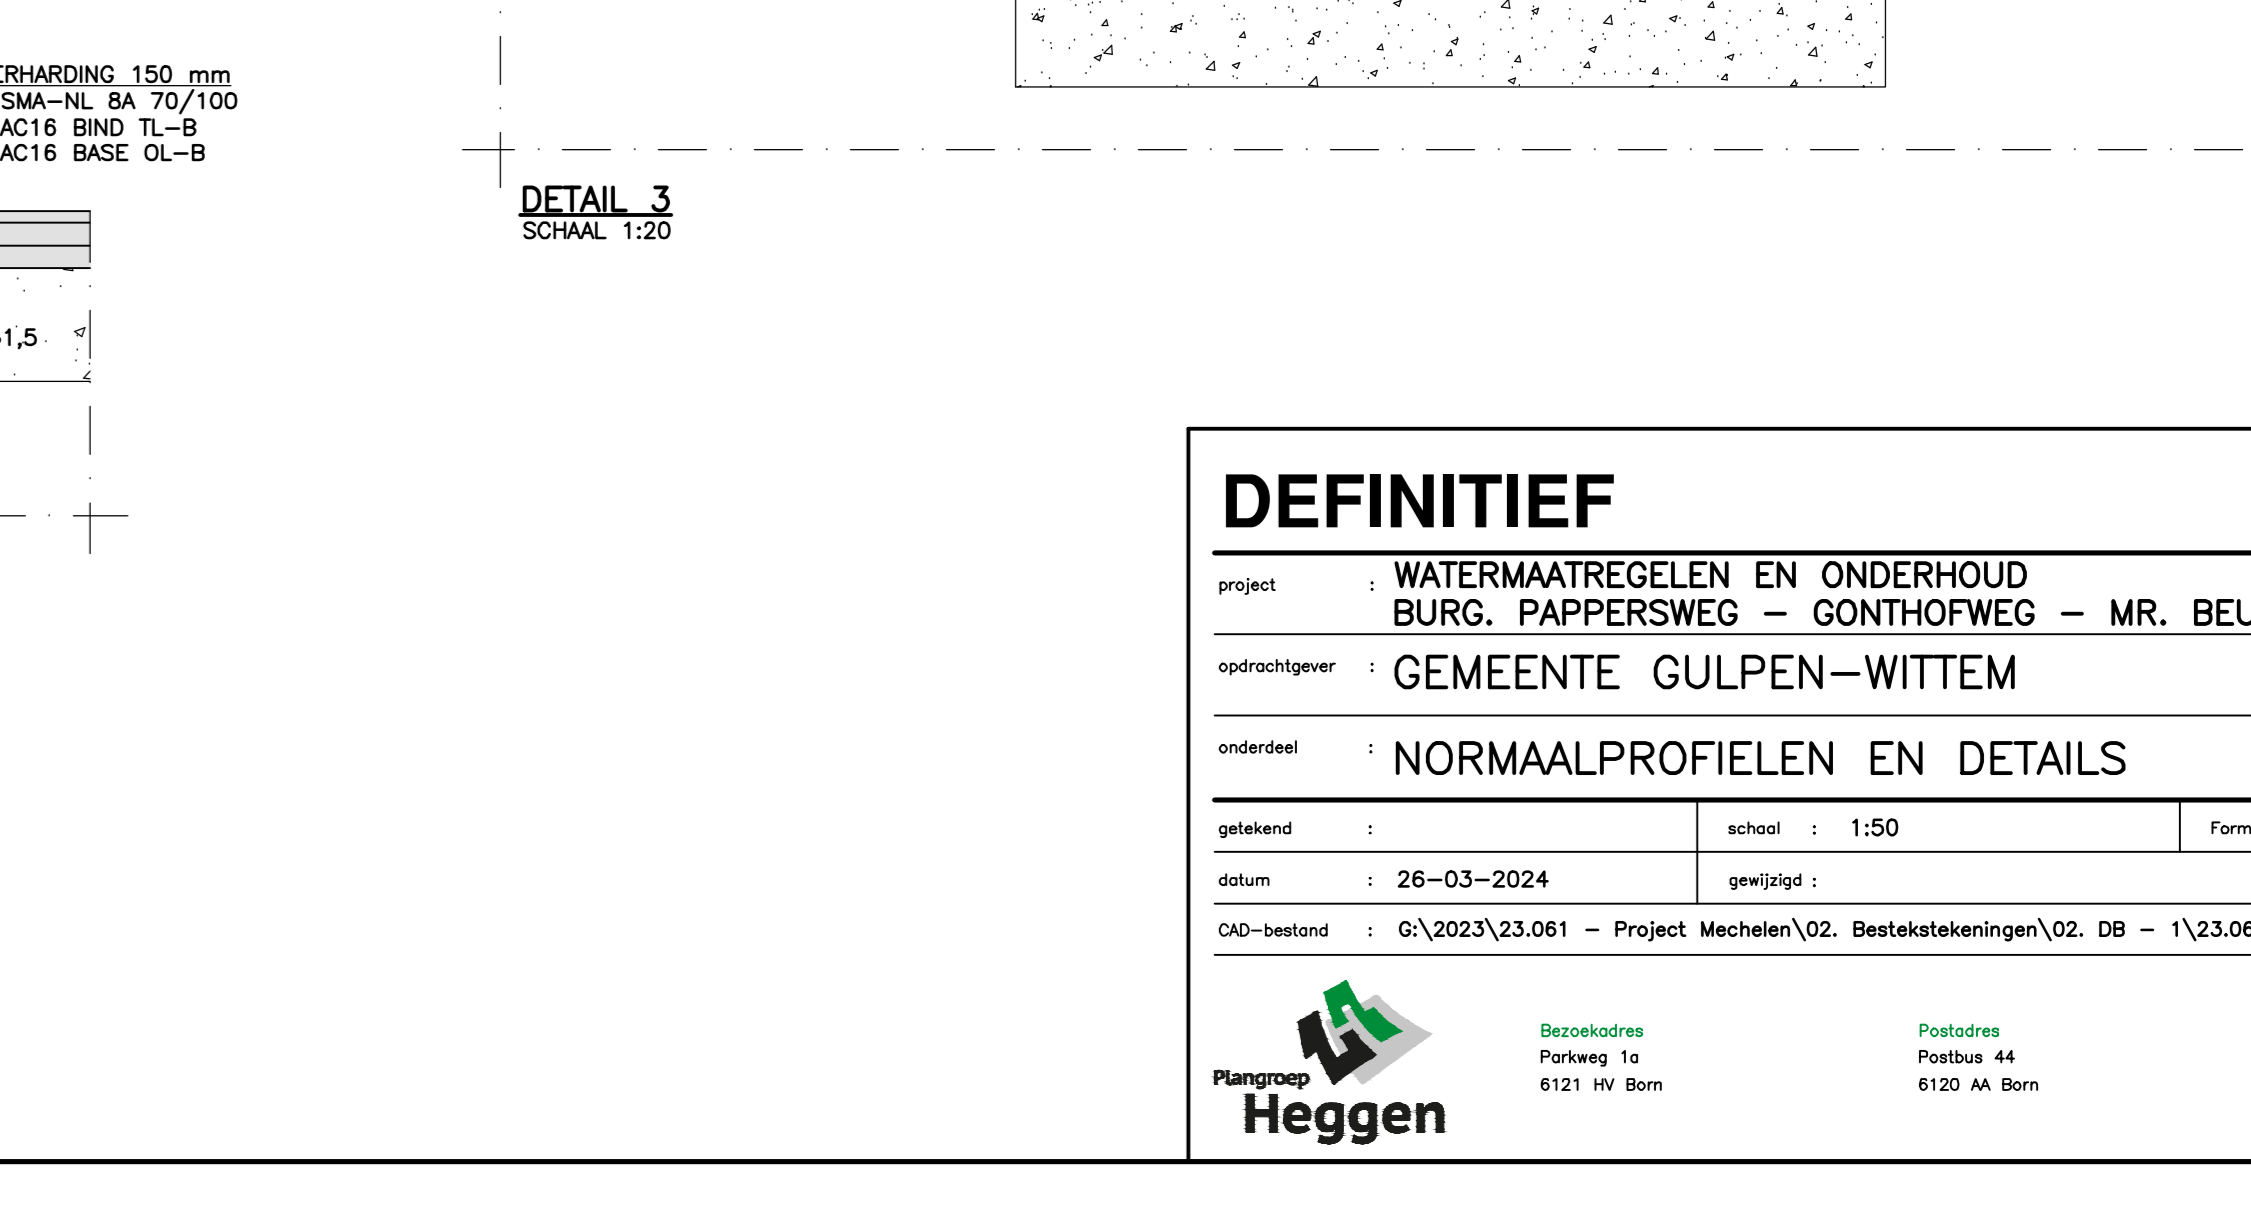 ERHARDING 150 mm
SMA-NL 8A 70/100
AC16 BIND TL-B
AC16 BASE OL-B
DETAIL 3
SCHAAL 1:20
1,5
DEFINITIEF
project : WATERMAATREGELEN EN ONDERHOUD
BURG. PAPPERSWEG - GONTHOFWEG - MR. BEU
opdrachtgever : GEMEENTE GULPEN-WITTEM
onderdeel : NORMAALPROFIELEN EN DETAILS
getekend : schaal : 1:50 Form
datum : 26-03-2024 gewijzigd :
CAD-bestand : G:\2023\23.061 - Project Mechelen\02. Bestekstekeningen\02. DB - 1\23.06
Plangroep
Heggen
Bezoekadres
Parkweg 1a
6121 HV Born
Postadres
Postbus 44
6120 AA Born